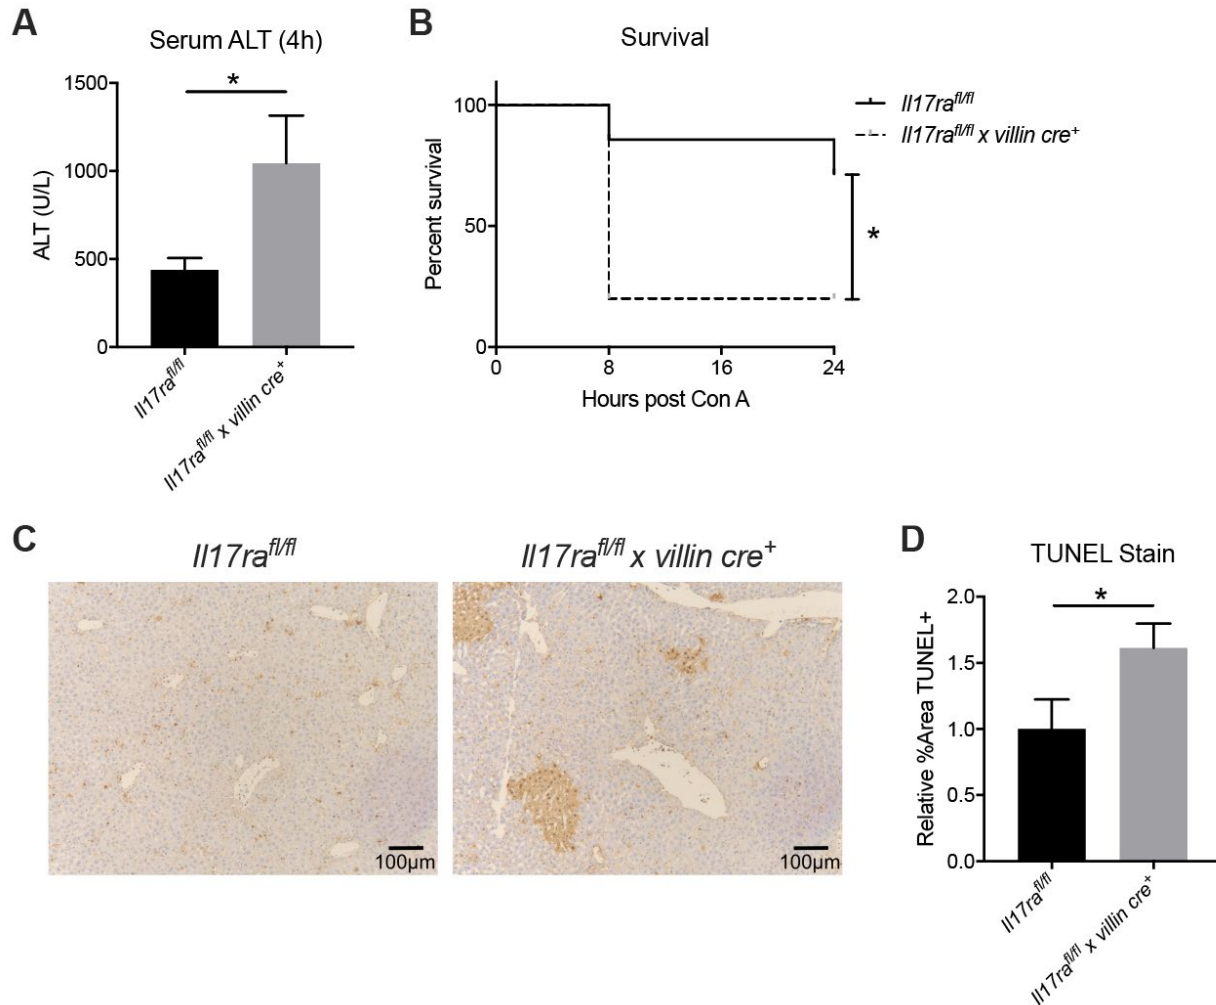 A
Serum ALT (4h)
*
1500
1000
500
0
ALT (U/L)
Il17ra^fl/fl
Il17ra^fl/fl x villin cre^+
B
Survival
100
50
0
Percent survival
0 8 16 24
Hours post Con A
Il17ra^fl/fl
Il17ra^fl/fl x villin cre^+
*
C
Il17ra^fl/fl
Il17ra^fl/fl x villin cre^+
100µm
100µm
D
TUNEL Stain
*
2.0
1.5
1.0
0.5
0.0
Relative %Area TUNEL+
Il17ra^fl/fl
Il17ra^fl/fl x villin cre^+